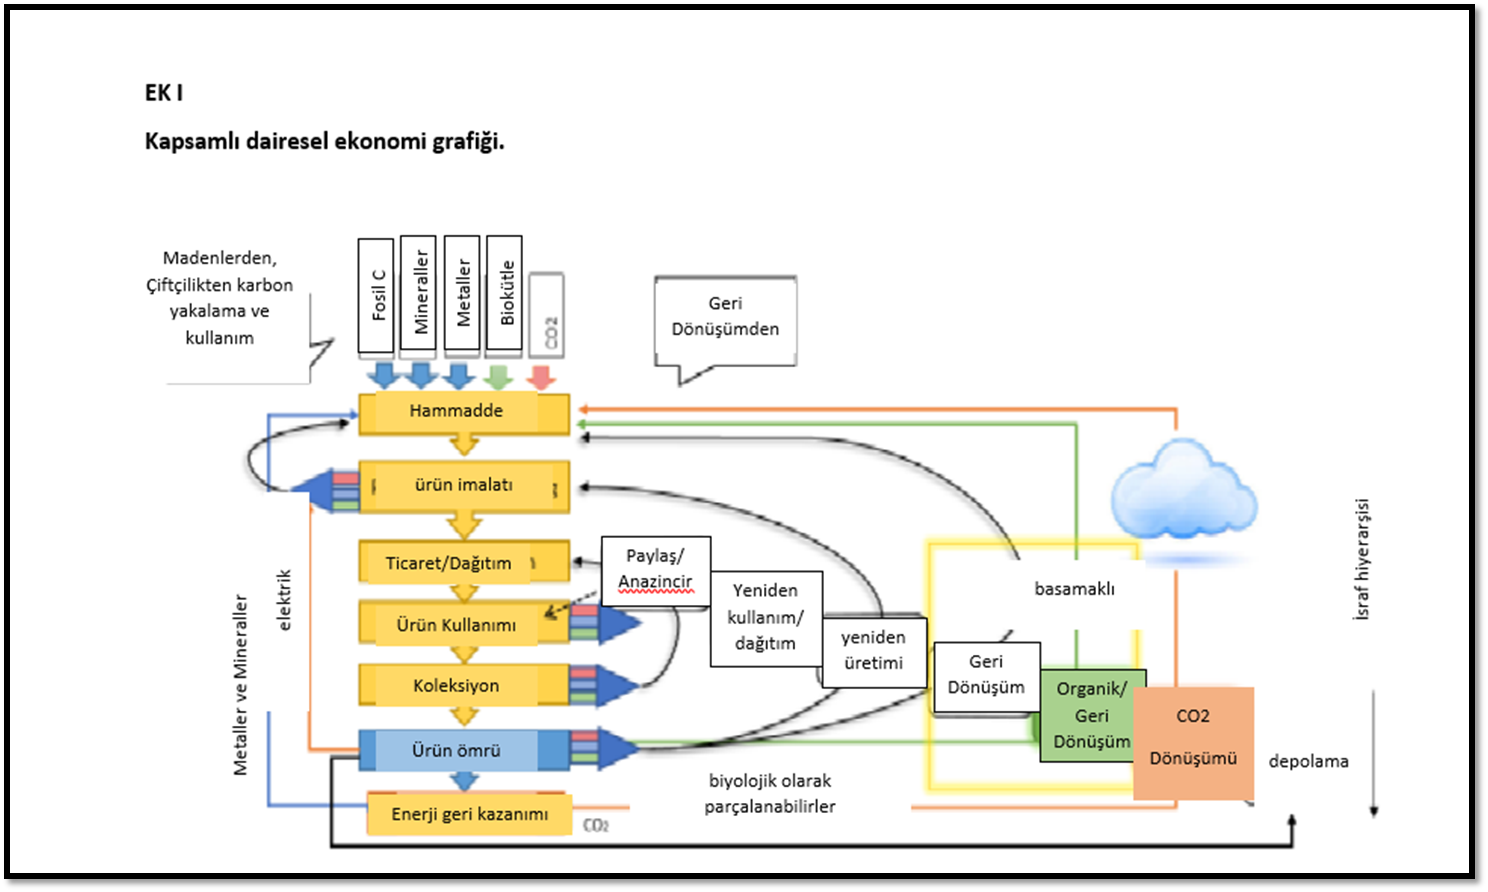 EK I
Kapsamlı dairesel ekonomi grafiği.
Madenlerden,
Çiftçilikten karbon
yakalama ve
kullanım
Fosil C
Mineraller
Metaller
Biokütle
CO2
Geri
Dönüşümden
Hammadde
ürün imalatı
Ticaret/Dağıtım
Ürün Kullanımı
Koleksiyon
Ürün ömrü
Enerji geri kazanımı
CO2
Paylaş/
Anazincir
Yeniden
kullanım/
dağıtım
yeniden
üretimi
Geri
Dönüşüm
basamaklı
Organik/
Geri
Dönüşüm
CO2
Dönüşümü
depolama
biyolojik olarak
parçalanabilirler
elektrik
Metaller ve Mineraller
İsraf hiyerarşisi